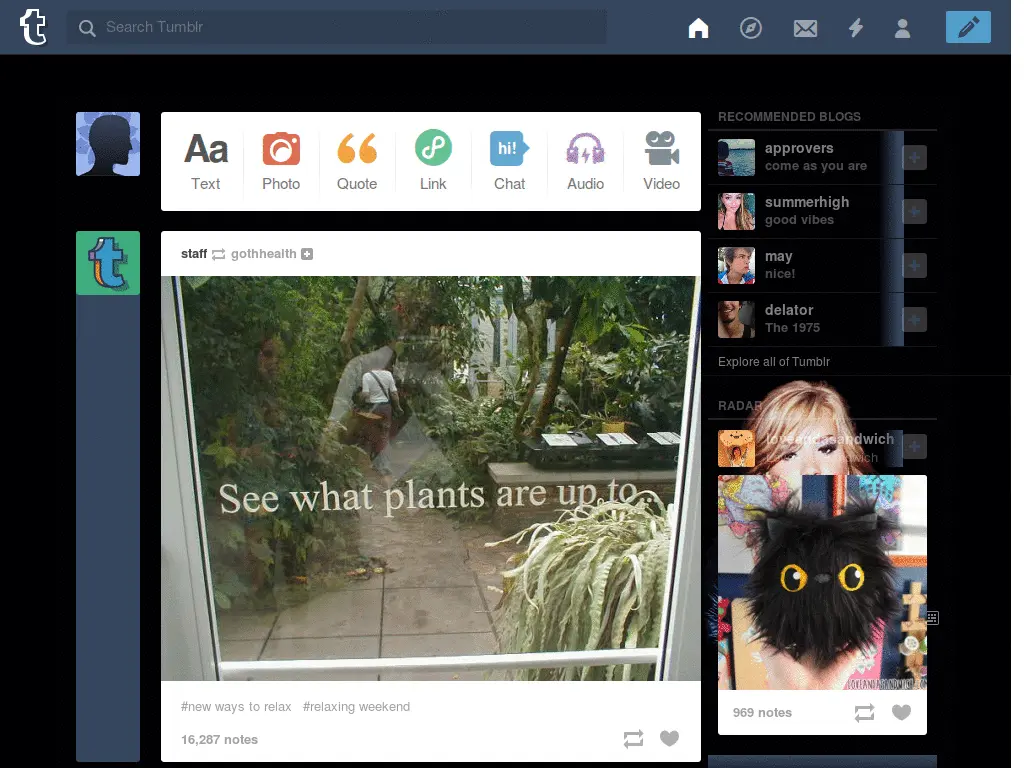 Search Tumblr
Aa
hi!
Text
Photo
Quote
Link
Chat
Audio
Video
staff gothhealth
See what plants are up to..
#new ways to relax #relaxing weekend
16,287 notes
RECOMMENDED BLOGS
approvers
come as you are
summerhigh
good vibes
may
nice!
delator
The 1975
Explore all of Tumblr
RADAR
loveandasandwich
LOVEANDASANDWICH.CO
969 notes